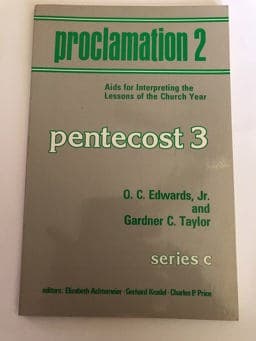 proclamation 2
Aids for Interpreting the
Lessons of the Church Year
pentecost 3
O. C. Edwards, Jr.
and
Gardner C. Taylor
series c
editors: Elizabeth Achtemeier · Gerhard Krodel · Charles P. Price